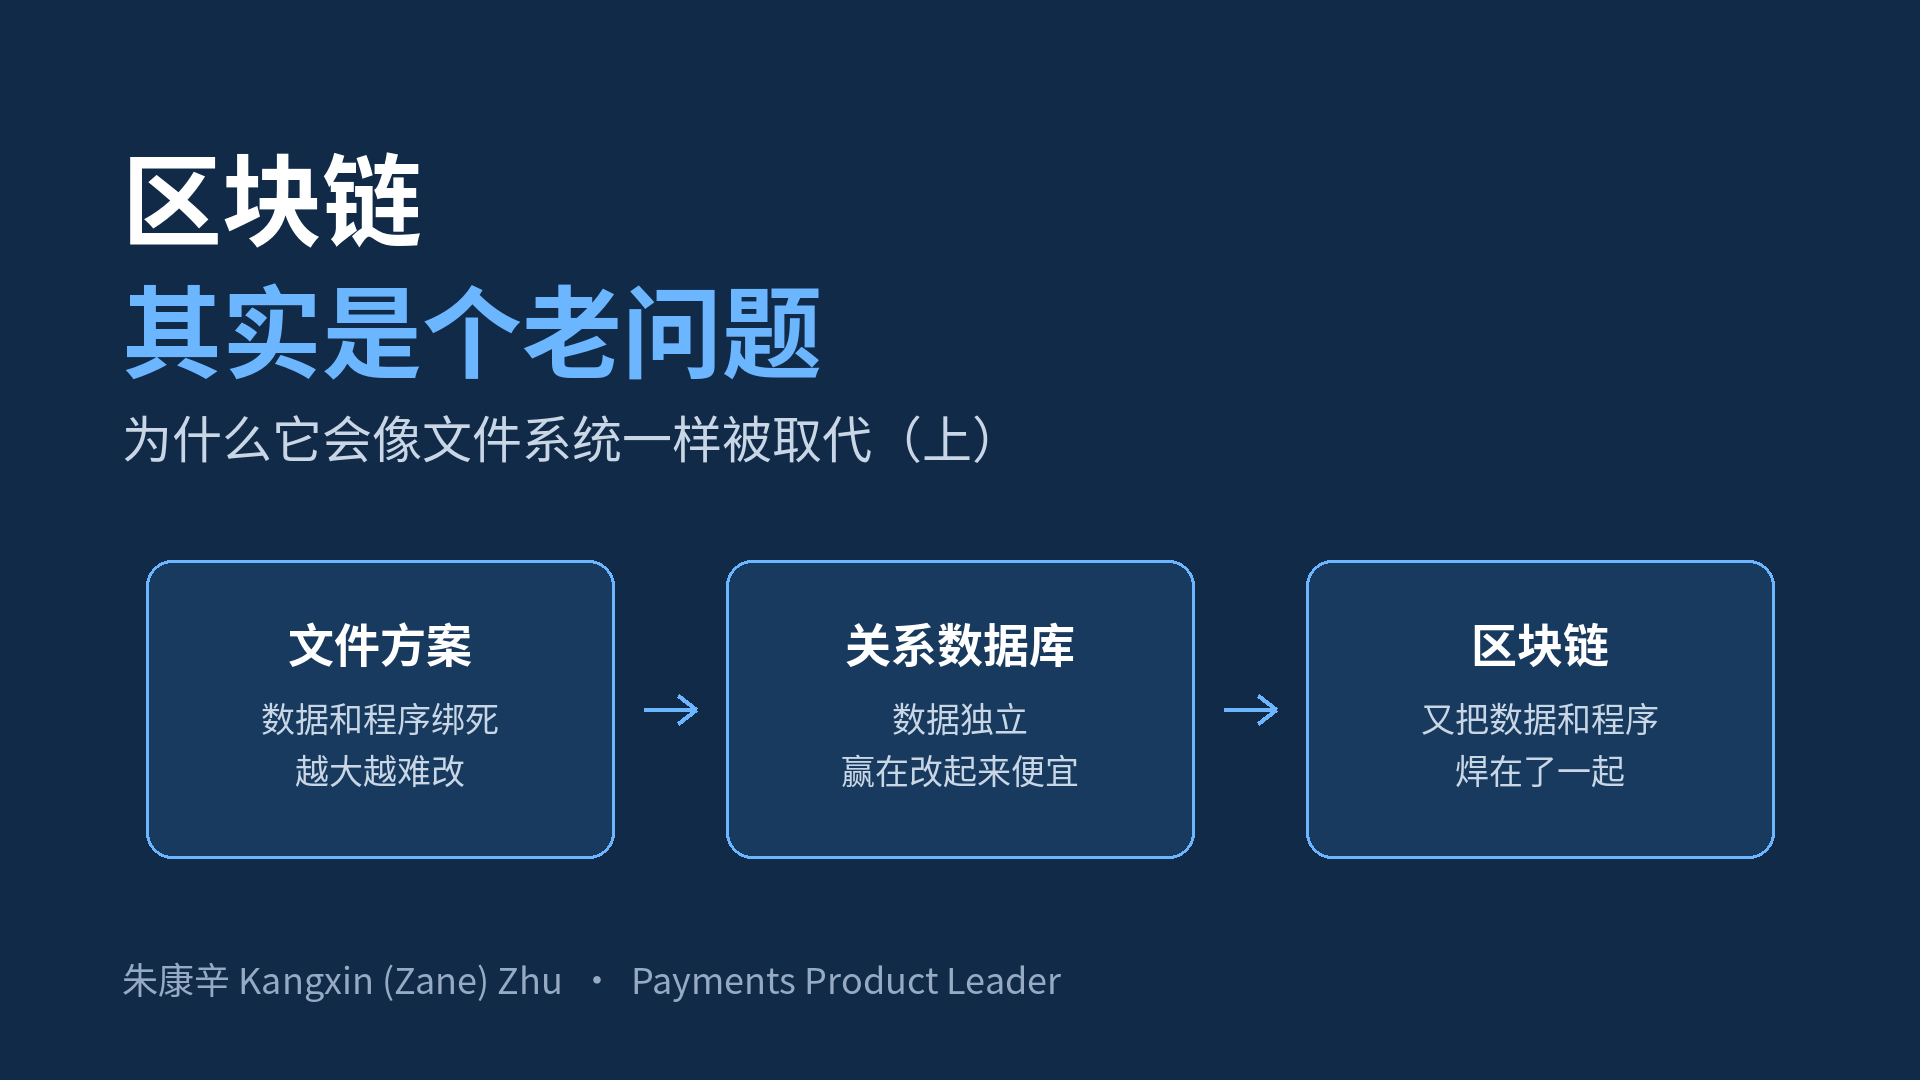 区块链
其实是个老问题
为什么它会像文件系统一样被取代（上）
文件方案
数据和程序绑死
越大越难改
关系数据库
数据独立
赢在改起来便宜
区块链
又把数据和程序
焊在了一起
朱康辛 Kangxin (Zane) Zhu · Payments Product Leader